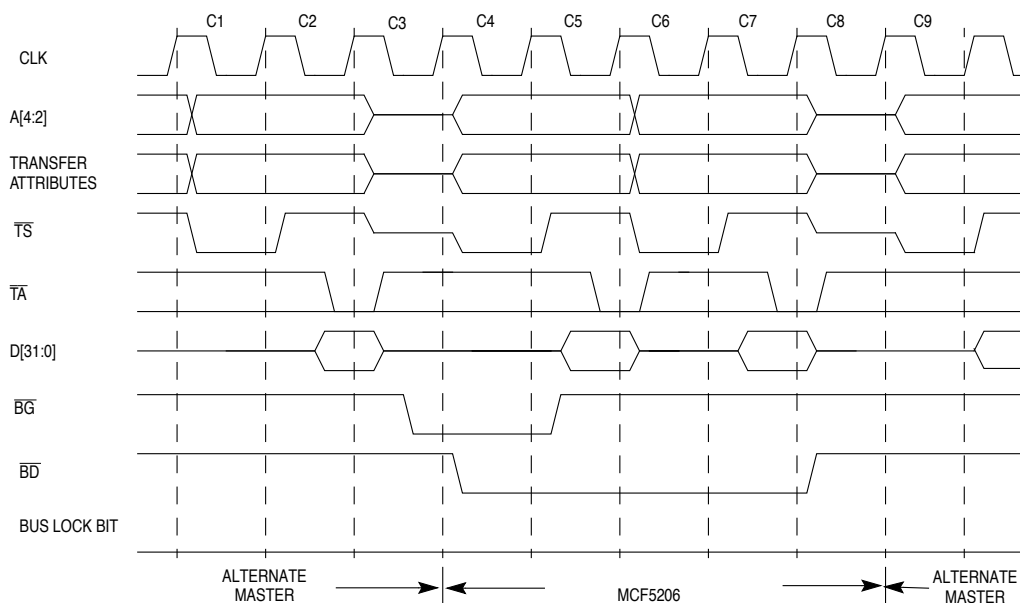 C1 C2 C3 C4 C5 C6 C7 C8 C9
CLK
A[4:2]
TRANSFER
ATTRIBUTES
TS
TA
D[31:0]
BG
BD
BUS LOCK BIT
ALTERNATE
MASTER
MCF5206
ALTERNATE
MASTER